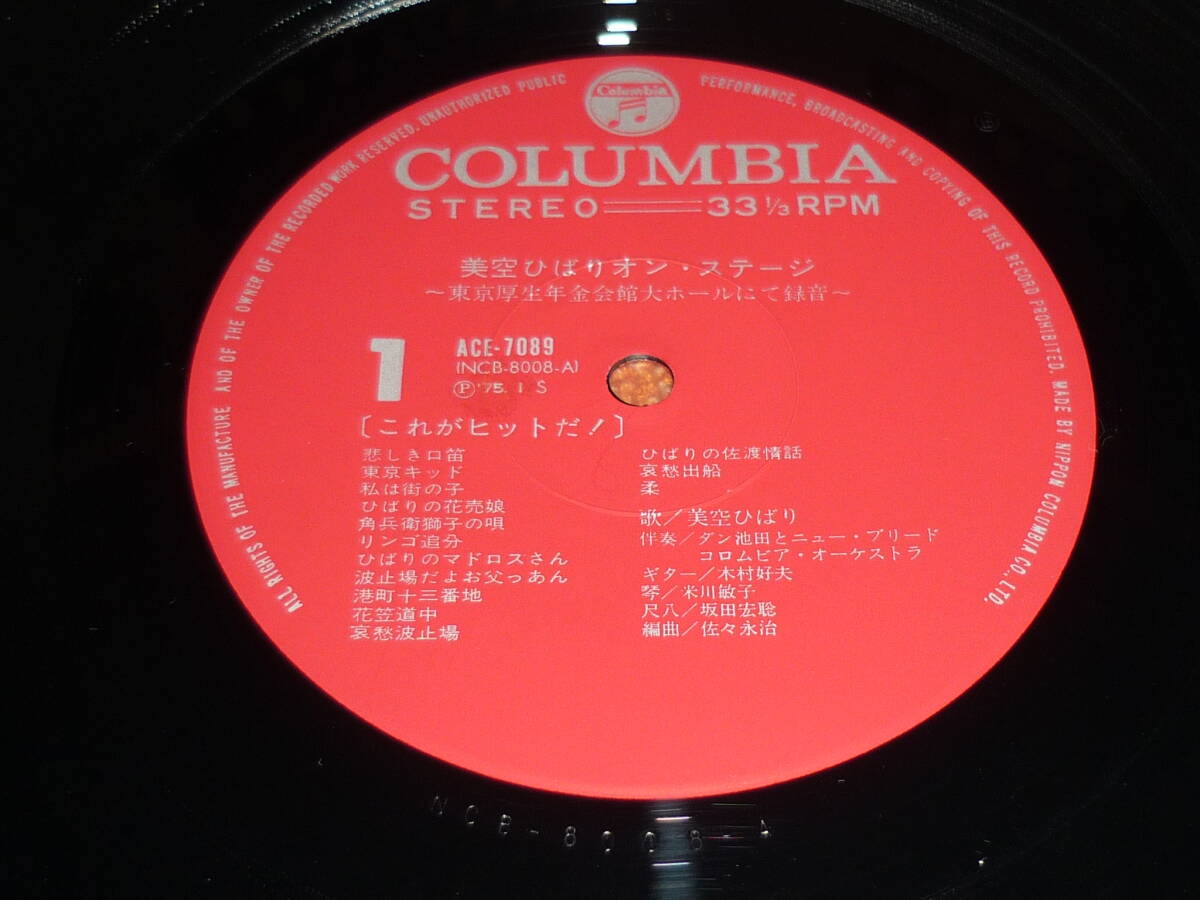 ALL RIGHTS OF THE MANUFACTURE AND OF THE OWNER OF THE RECORDED WORK RESERVED. UNAUTHORIZED PUBLIC PERFORMANCE, BROADCASTING AND COPYING OF THIS RECORD PROHIBITED. MADE BY NIPPON COLUMBIA CO., LTD.
Columbia
COLUMBIA
STEREO 33 1/3 RPM
美空ひばりオン・ステージ
〜東京厚生年金会館大ホールにて録音〜
1
ACE-7089
(NCB-8008-A)
Ⓟ'75. 1 S
〔これがヒットだ!〕
悲しき口笛
東京キッド
私は街の子
ひばりの花売娘
角兵衛獅子の唄
リンゴ追分
ひばりのマドロスさん
波止場だよお父っあん
港町十三番地
花笠道中
哀愁波止場
ひばりの佐渡情話
哀愁出船
柔
歌/美空ひばり
伴奏/ダン池田とニュー・ブリード
コロムビア・オーケストラ
ギター/木村好夫
琴/米川敏子
尺八/坂田宏聡
編曲/佐々永治
NCB-8008-A